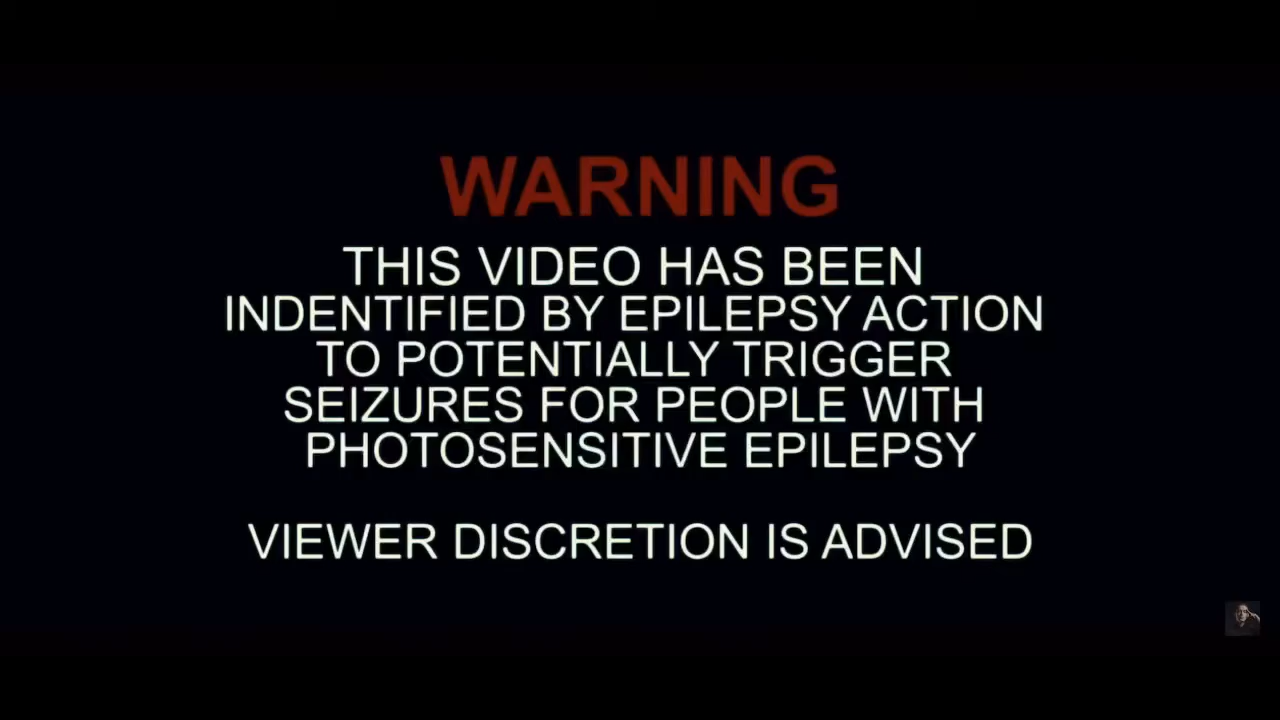 WARNING
THIS VIDEO HAS BEEN
INDENTIFIED BY EPILEPSY ACTION
TO POTENTIALLY TRIGGER
SEIZURES FOR PEOPLE WITH
PHOTOSENSITIVE EPILEPSY
VIEWER DISCRETION IS ADVISED